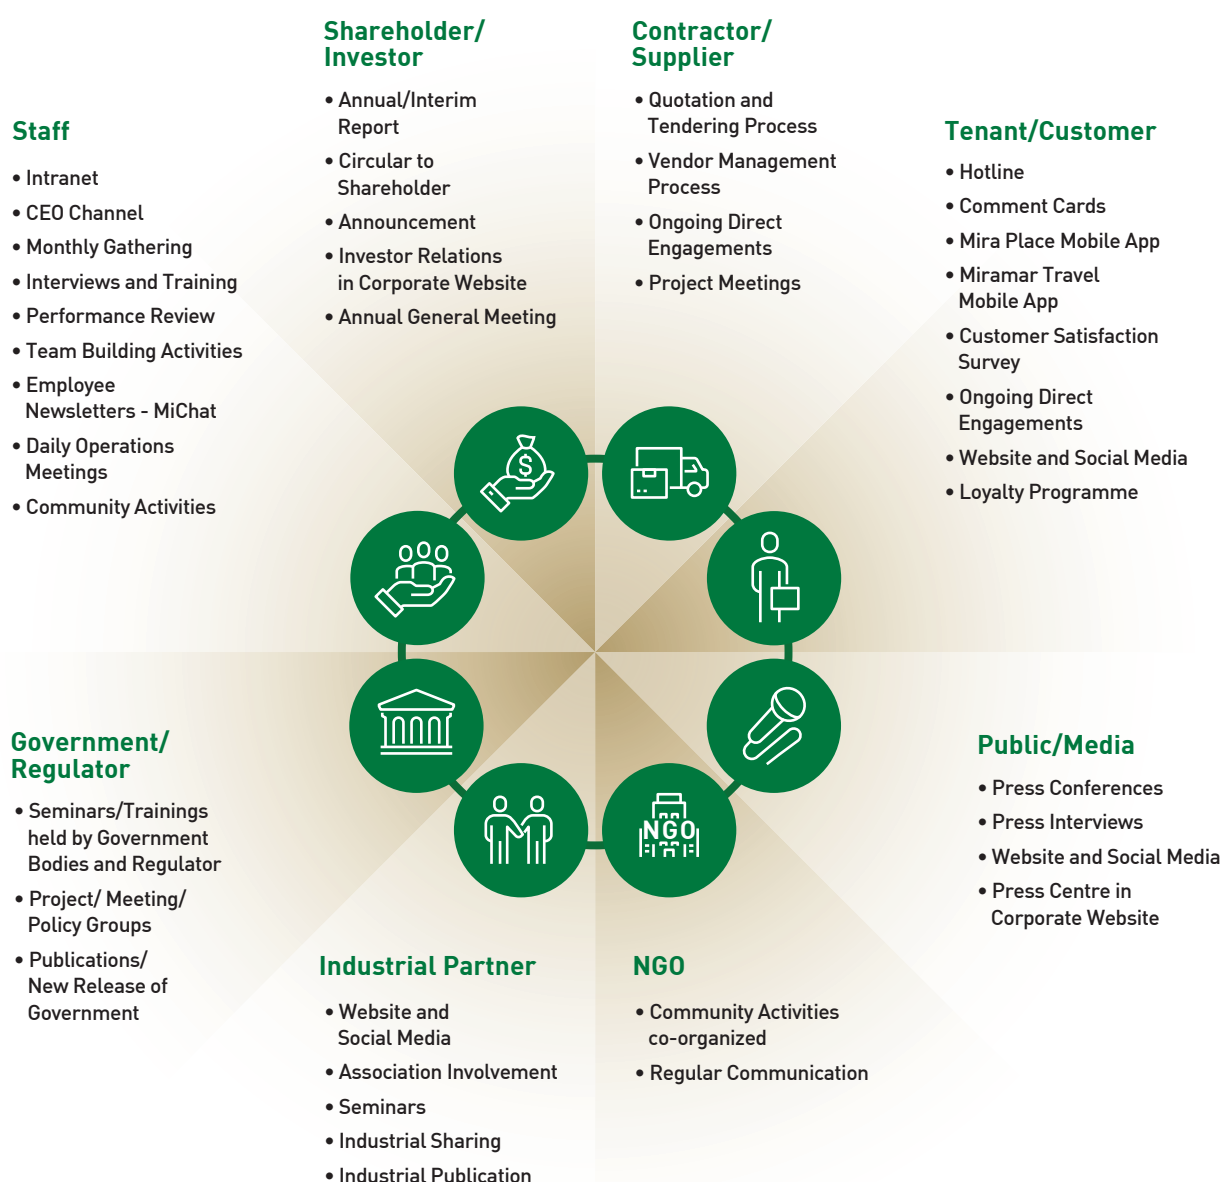 Shareholder/
Investor
• Annual/Interim
Report
• Circular to
Shareholder
• Announcement
• Investor Relations
in Corporate Website
• Annual General Meeting
Contractor/
Supplier
• Quotation and
Tendering Process
• Vendor Management
Process
• Ongoing Direct
Engagements
• Project Meetings
Staff
• Intranet
• CEO Channel
• Monthly Gathering
• Interviews and Training
• Performance Review
• Team Building Activities
• Employee
Newsletters - MiChat
• Daily Operations
Meetings
• Community Activities
Tenant/Customer
• Hotline
• Comment Cards
• Mira Place Mobile App
• Miramar Travel
Mobile App
• Customer Satisfaction
Survey
• Ongoing Direct
Engagements
• Website and Social Media
• Loyalty Programme
$
NGO
Government/
Regulator
• Seminars/Trainings
held by Government
Bodies and Regulator
• Project/ Meeting/
Policy Groups
• Publications/
New Release of
Government
Public/Media
• Press Conferences
• Press Interviews
• Website and Social Media
• Press Centre in
Corporate Website
Industrial Partner
• Website and
Social Media
• Association Involvement
• Seminars
• Industrial Sharing
• Industrial Publication
NGO
• Community Activities
co-organized
• Regular Communication